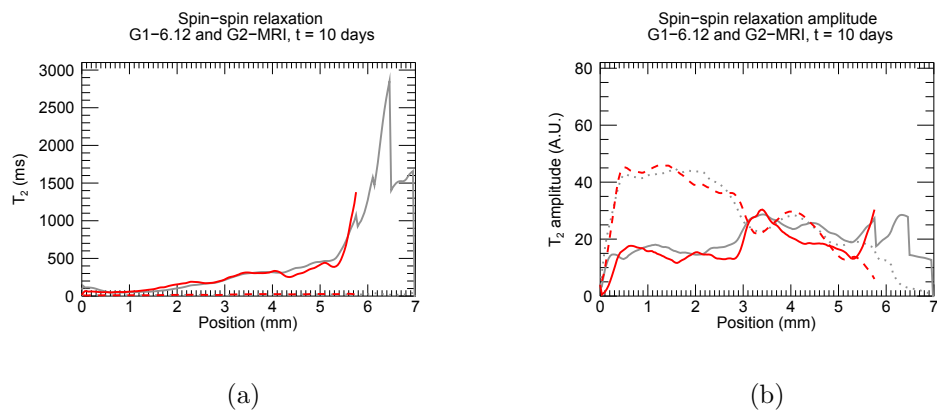 Spin−spin relaxation
G1−6.12 and G2−MRI, t = 10 days
3000
2500
2000
1500
1000
500
0
T2 (ms)
0 1 2 3 4 5 6 7
Position (mm)
(a)
Spin−spin relaxation amplitude
G1−6.12 and G2−MRI, t = 10 days
80
60
40
20
0
T2 amplitude (A.U.)
0 1 2 3 4 5 6 7
Position (mm)
(b)